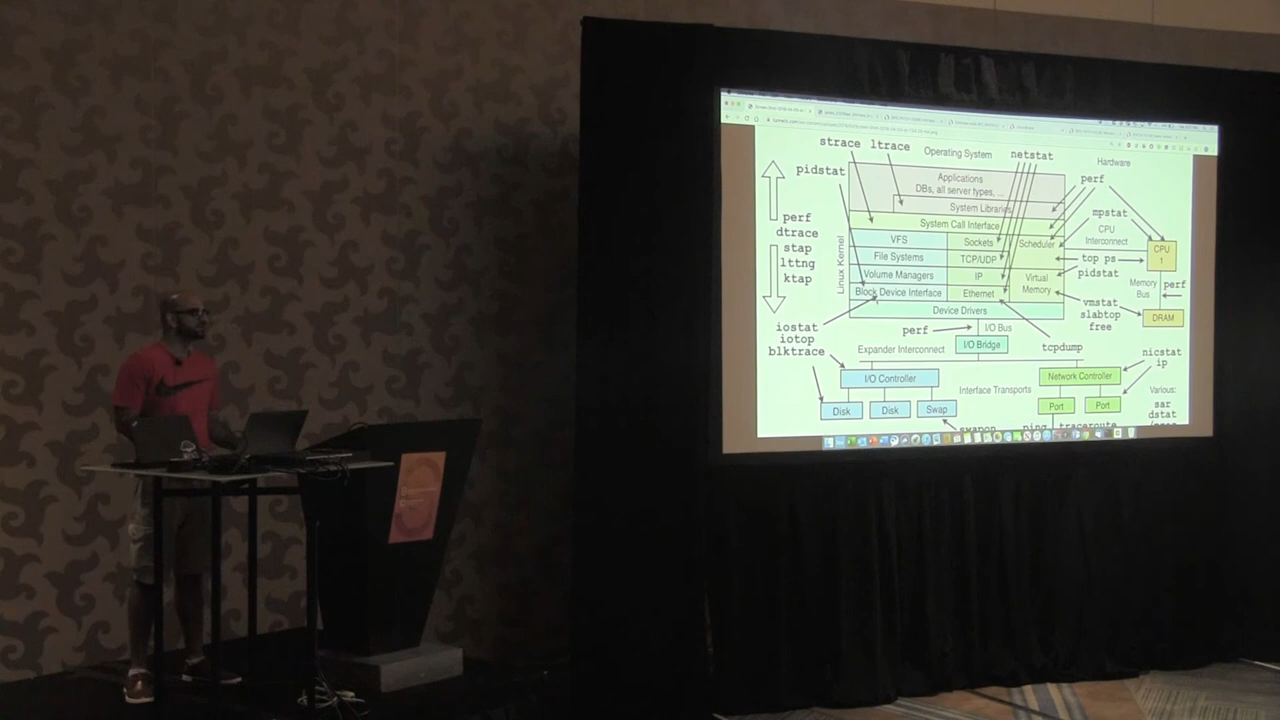 strace ltrace Operating System netstat Hardware
pidstat
Applications
DBs, all server types, ...
perf
System Libraries
System Call Interface
mpstat
perf
dtrace
stap
lttng
ktap
Linux Kernel
VFS
Sockets
Scheduler
CPU
Interconnect
CPU
1
File Systems
TCP/UDP
top ps
pidstat
Volume Managers
IP
Virtual
Memory
Memory
Bus
perf
Block Device Interface
Ethernet
vmstat
slabtop
free
DRAM
Device Drivers
iostat
iotop
blktrace
perf
I/O Bus
I/O Bridge
Expander Interconnect
tcpdump
nicstat
ip
I/O Controller
Interface Transports
Network Controller
Various:
sar
dstat
Disk
Disk
Swap
Port
Port
swapon
ping
traceroute